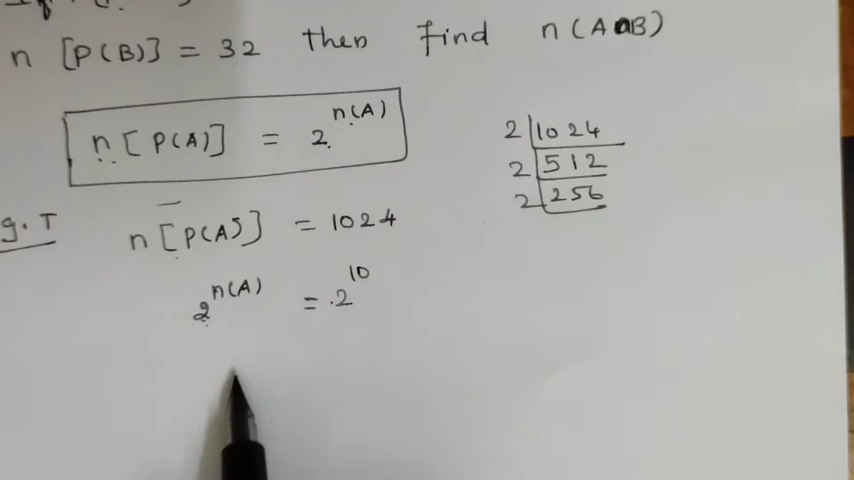 n [P(B)] = 32 then find n(A∩B)
n [P(A)] = 2^n(A)
2 | 1024
2 | 512
2 | 256
g.T n [P(A)] = 1024
2^n(A) = 2^10